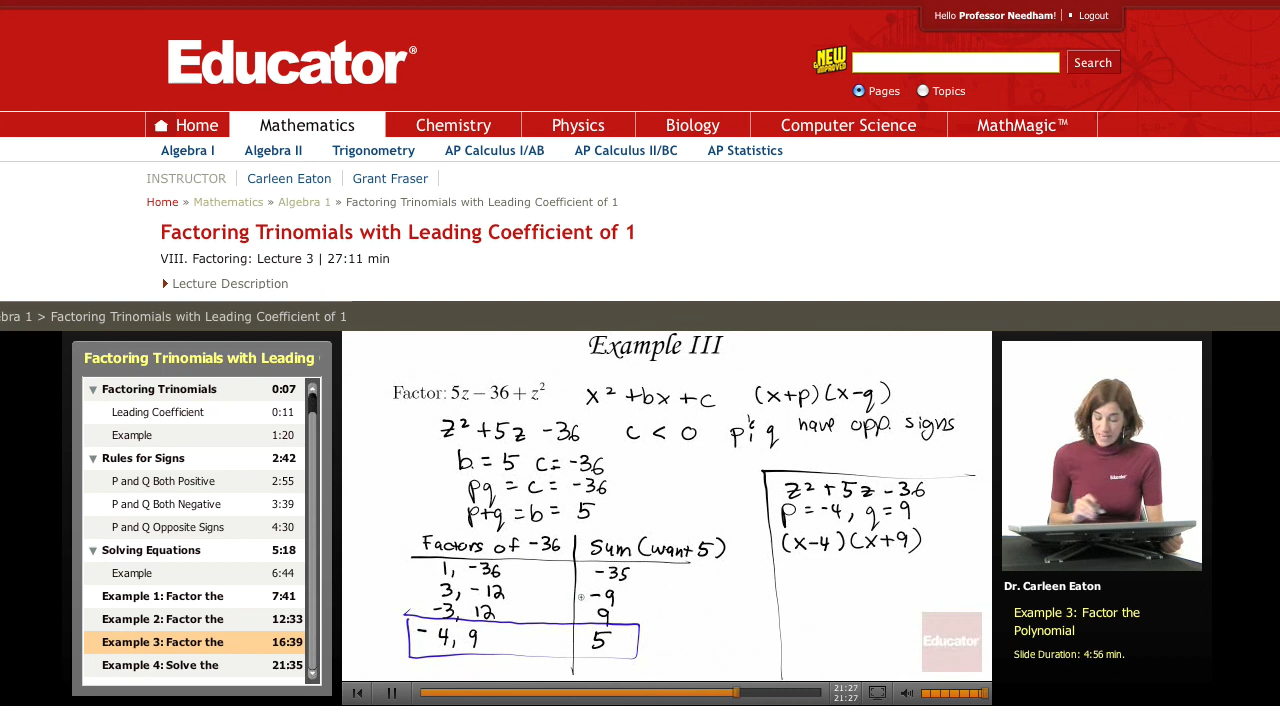 Hello Professor Needham! Logout
Educator®
NEW & IMPROVED
Search
Pages Topics
Home Mathematics Chemistry Physics Biology Computer Science MathMagic™
Algebra I Algebra II Trigonometry AP Calculus I/AB AP Calculus II/BC AP Statistics
INSTRUCTOR Carleen Eaton Grant Fraser
Home » Mathematics » Algebra 1 » Factoring Trinomials with Leading Coefficient of 1
Factoring Trinomials with Leading Coefficient of 1
VIII. Factoring: Lecture 3 | 27:11 min
Lecture Description
ebra 1 > Factoring Trinomials with Leading Coefficient of 1
Factoring Trinomials with Leading
Factoring Trinomials 0:07
Leading Coefficient 0:11
Example 1:20
Rules for Signs 2:42
P and Q Both Positive 2:55
P and Q Both Negative 3:39
P and Q Opposite Signs 4:30
Solving Equations 5:18
Example 6:44
Example 1: Factor the 7:41
Example 2: Factor the 12:33
Example 3: Factor the 16:39
Example 4: Solve the 21:35
Example III
Factor: 5z − 36 + z² x² + bx + c (x+p)(x-q)
z² + 5z - 36 c < 0 p & q have opp. signs
b = 5 c = -36
pq = c = -36
p+q = b = 5
Factors of -36 Sum (want 5)
1, -36 -35
3, -12 -9
-3, 12 9
-4, 9 5
z² + 5z - 36
p = -4, q = 9
(x-4)(x+9)
Educator
21:27
21:27
Educator
Dr. Carleen Eaton
Example 3: Factor the
Polynomial
Slide Duration: 4:56 min.